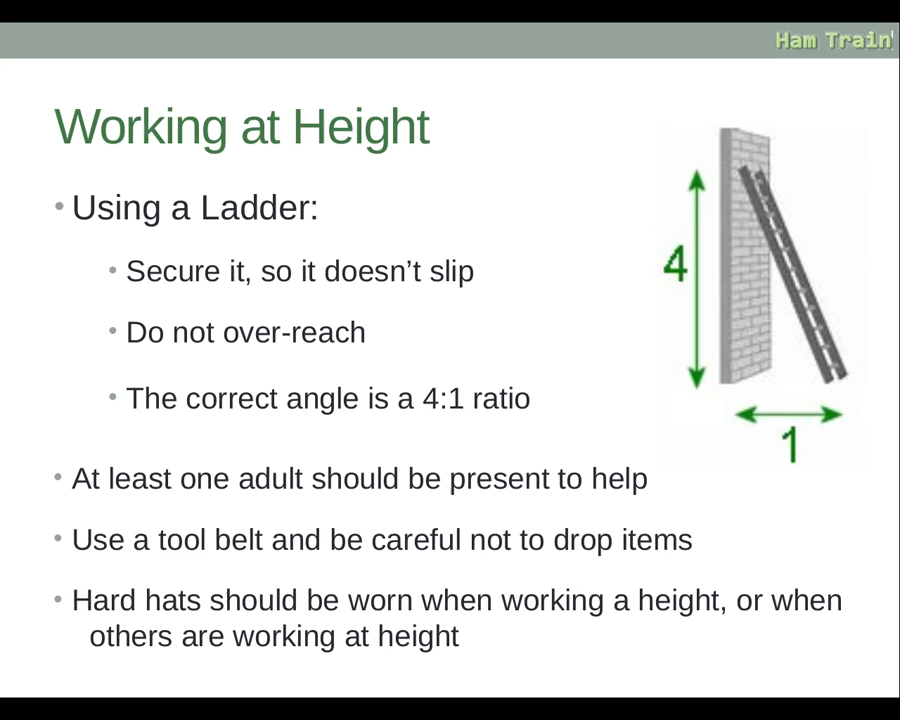 Ham Train
Working at Height
• Using a Ladder:
• Secure it, so it doesn’t slip
• Do not over-reach
• The correct angle is a 4:1 ratio
4
1
• At least one adult should be present to help
• Use a tool belt and be careful not to drop items
• Hard hats should be worn when working a height, or when
others are working at height